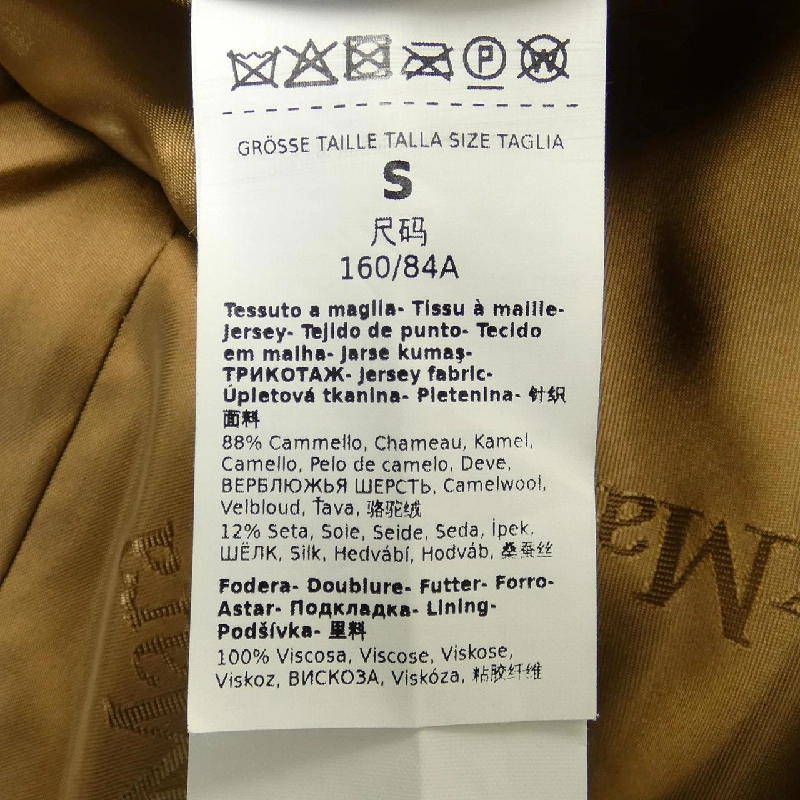 P W
GRÖSSE TAILLE TALLA SIZE TAGLIA
S
尺码
160/84A
Tessuto a maglia- Tissu à maille-
Jersey- Tejido de punto- Tecido
em malha- Jarse kumaş-
ТРИКОТАЖ- Jersey fabric-
Úpletová tkanina- Pletenina- 针织
面料
88% Cammello, Chameau, Kamel,
Camello, Pelo de camelo, Deve,
ВЕРБЛЮЖЬЯ ШЕРСТЬ, Camelwool,
Velbloud, Ťava, 骆驼绒
12% Seta, Soie, Seide, Seda, İpek,
ШЁЛК, Silk, Hedvábí, Hodváb, 桑蚕丝
Fodera- Doublure- Futter- Forro-
Astar- Подкладка- Lining-
Podšívka- 里料
100% Viscosa, Viscose, Viskose,
Viskoz, ВИСКОЗА, Viskóza, 粘胶纤维
Mara
Ma